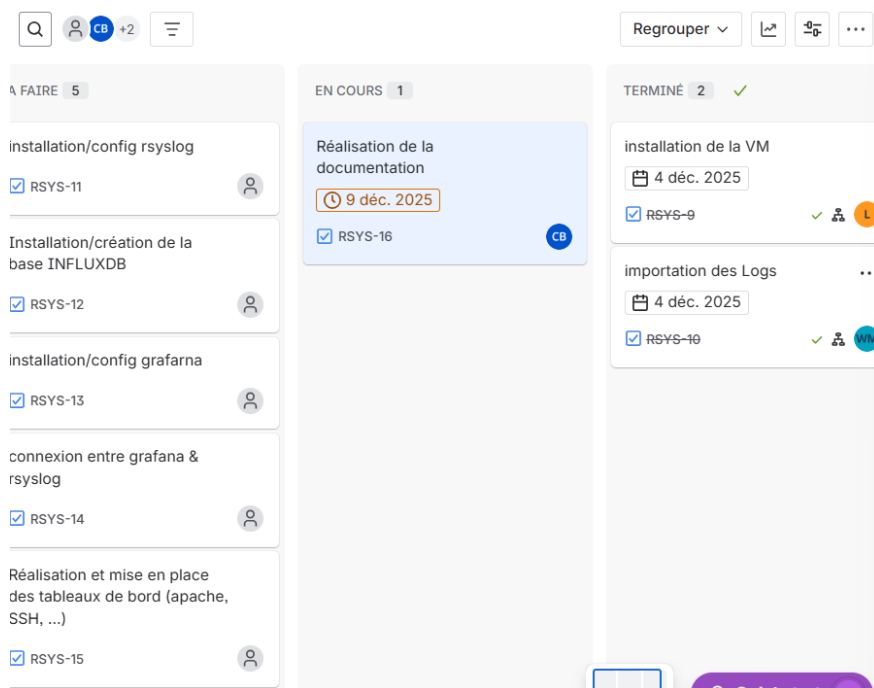 CB
+2
Regrouper
A FAIRE 5
installation/config rsyslog
RSYS-11
Installation/création de la
base INFLUXDB
RSYS-12
installation/config grafarna
RSYS-13
connexion entre grafana &
rsyslog
RSYS-14
Réalisation et mise en place
des tableaux de bord (apache,
SSH, ...)
RSYS-15
EN COURS 1
Réalisation de la
documentation
9 déc. 2025
RSYS-16
CB
TERMINÉ 2
installation de la VM
4 déc. 2025
RSYS-9
L
importation des Logs
4 déc. 2025
RSYS-10
WM